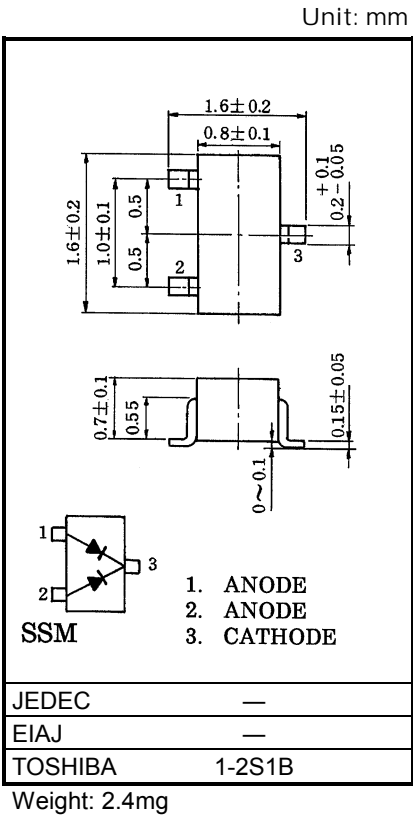 Unit: mm
1.6±0.2
0.8±0.1
1.6±0.2
1.0±0.1
0.5
0.5
+0.1
0.2-0.05
1
2
3
0.7±0.1
0.55
0.15±0.05
0~0.1
1
2
3
SSM
1. ANODE
2. ANODE
3. CATHODE
JEDEC —
EIAJ —
TOSHIBA 1-2S1B
Weight: 2.4mg